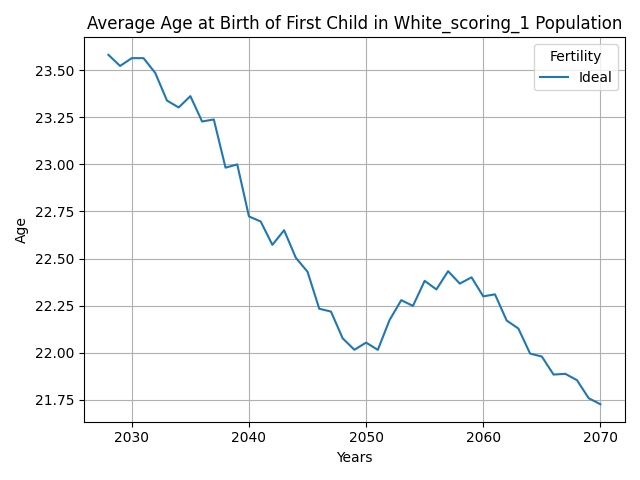 Average Age at Birth of First Child in White_scoring_1 Population
Fertility
Ideal
23.50
23.25
23.00
22.75
22.50
22.25
22.00
21.75
Age
2030 2040 2050 2060 2070
Years